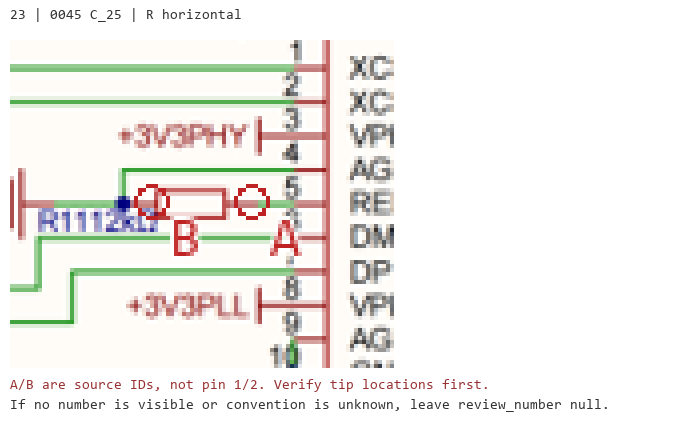 23 | 0045 C_25 | R horizontal
1
XC
2
XC
3
+3V3PHY
VP
4
AG
5
RE
R1112kΩ
B
A
DM
DP
8
+3V3PLL
VP
9
AG
10
A/B are source IDs, not pin 1/2. Verify tip locations first.
If no number is visible or convention is unknown, leave review_number null.